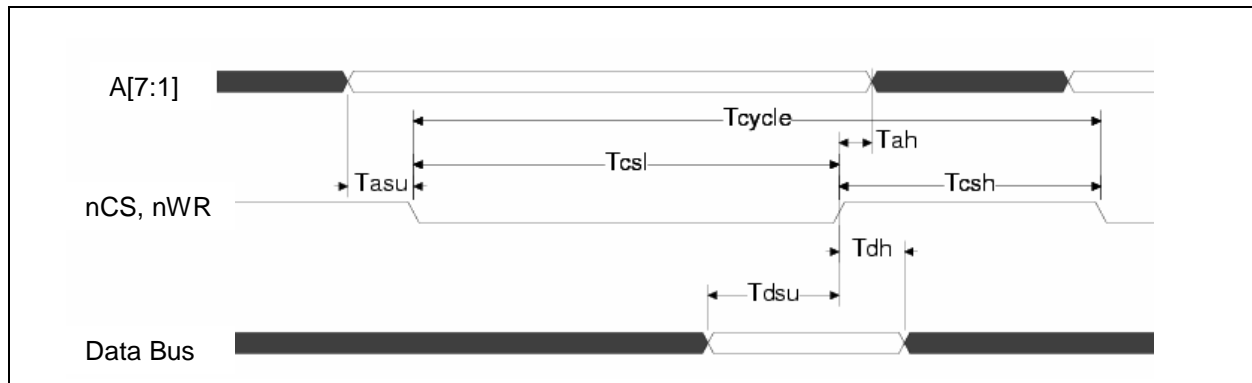 A[7:1]
Tcycle
Tah
Tcsl
Tasu
Tcsh
nCS, nWR
Tdh
Tdsu
Data Bus